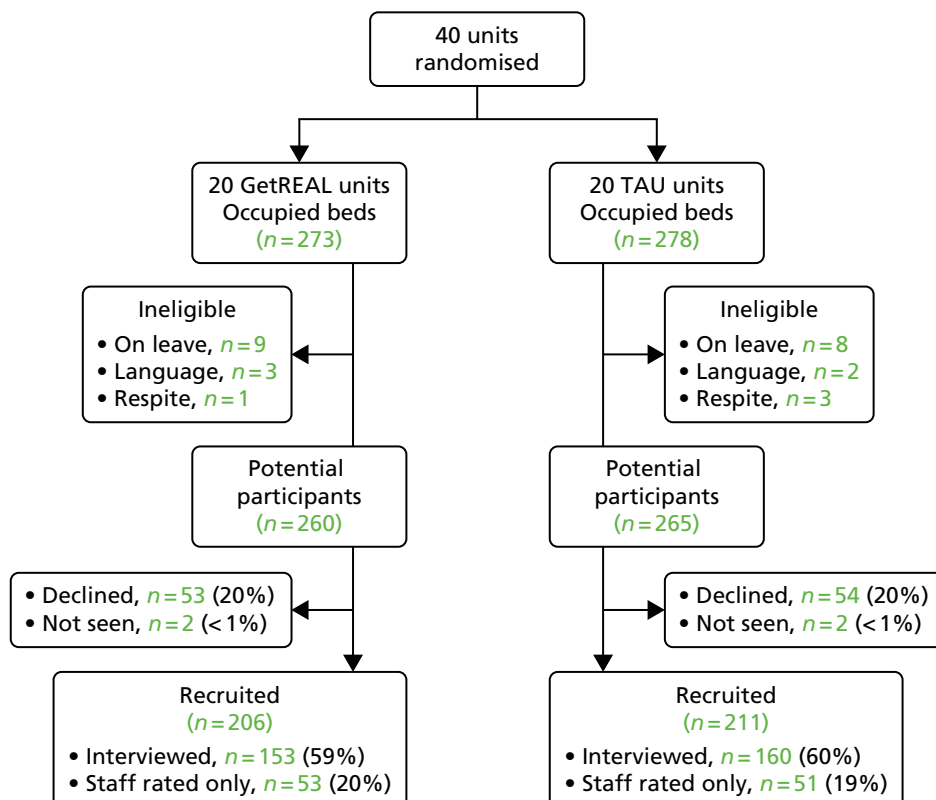 40 units
randomised
20 GetREAL units
Occupied beds
(n=273)
20 TAU units
Occupied beds
(n=278)
Ineligible
• On leave, n=9
• Language, n=3
• Respite, n=1
Ineligible
• On leave, n=8
• Language, n=2
• Respite, n=3
Potential
participants
(n=260)
Potential
participants
(n=265)
• Declined, n=53 (20%)
• Not seen, n=2 (<1%)
• Declined, n=54 (20%)
• Not seen, n=2 (<1%)
Recruited
(n=206)
• Interviewed, n=153 (59%)
• Staff rated only, n=53 (20%)
Recruited
(n=211)
• Interviewed, n=160 (60%)
• Staff rated only, n=51 (19%)